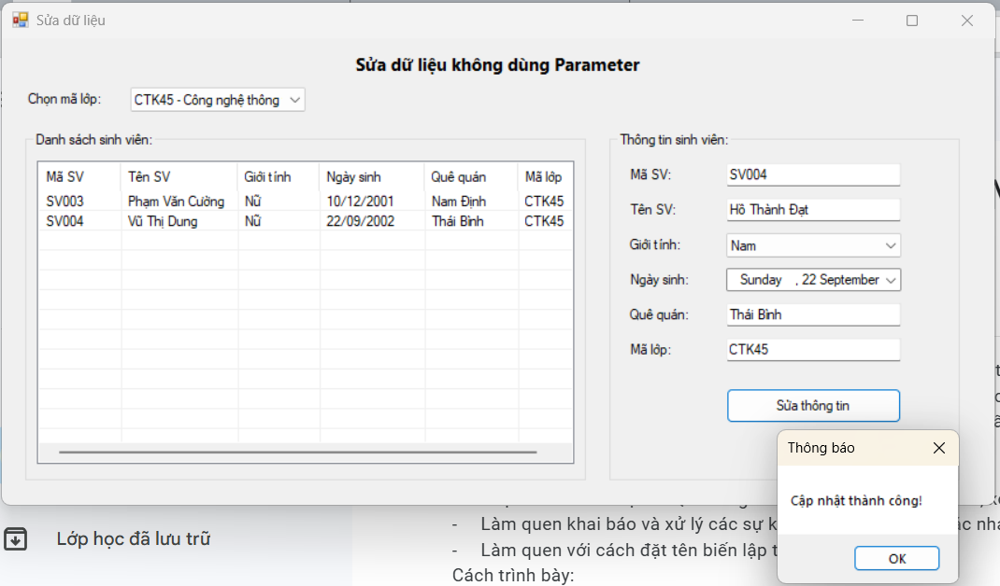 Sửa dữ liệu
Sửa dữ liệu không dùng Parameter
Chọn mã lớp: CTK45 - Công nghệ thông
Danh sách sinh viên:
Mã SV Tên SV Giới tính Ngày sinh Quê quán Mã lớp
SV003 Phạm Văn Cường Nữ 10/12/2001 Nam Định CTK45
SV004 Vũ Thị Dung Nữ 22/09/2002 Thái Bình CTK45
Thông tin sinh viên:
Mã SV: SV004
Tên SV: Hồ Thành Đạt
Giới tính: Nam
Ngày sinh: Sunday , 22 September
Quê quán: Thái Bình
Mã lớp: CTK45
Sửa thông tin
Thông báo
Cập nhật thành công!
OK
Lớp học đã lưu trữ
- Làm quen khai báo và xử lý các sự
- Làm quen với cách đặt tên biến lập
Cách trình bày: